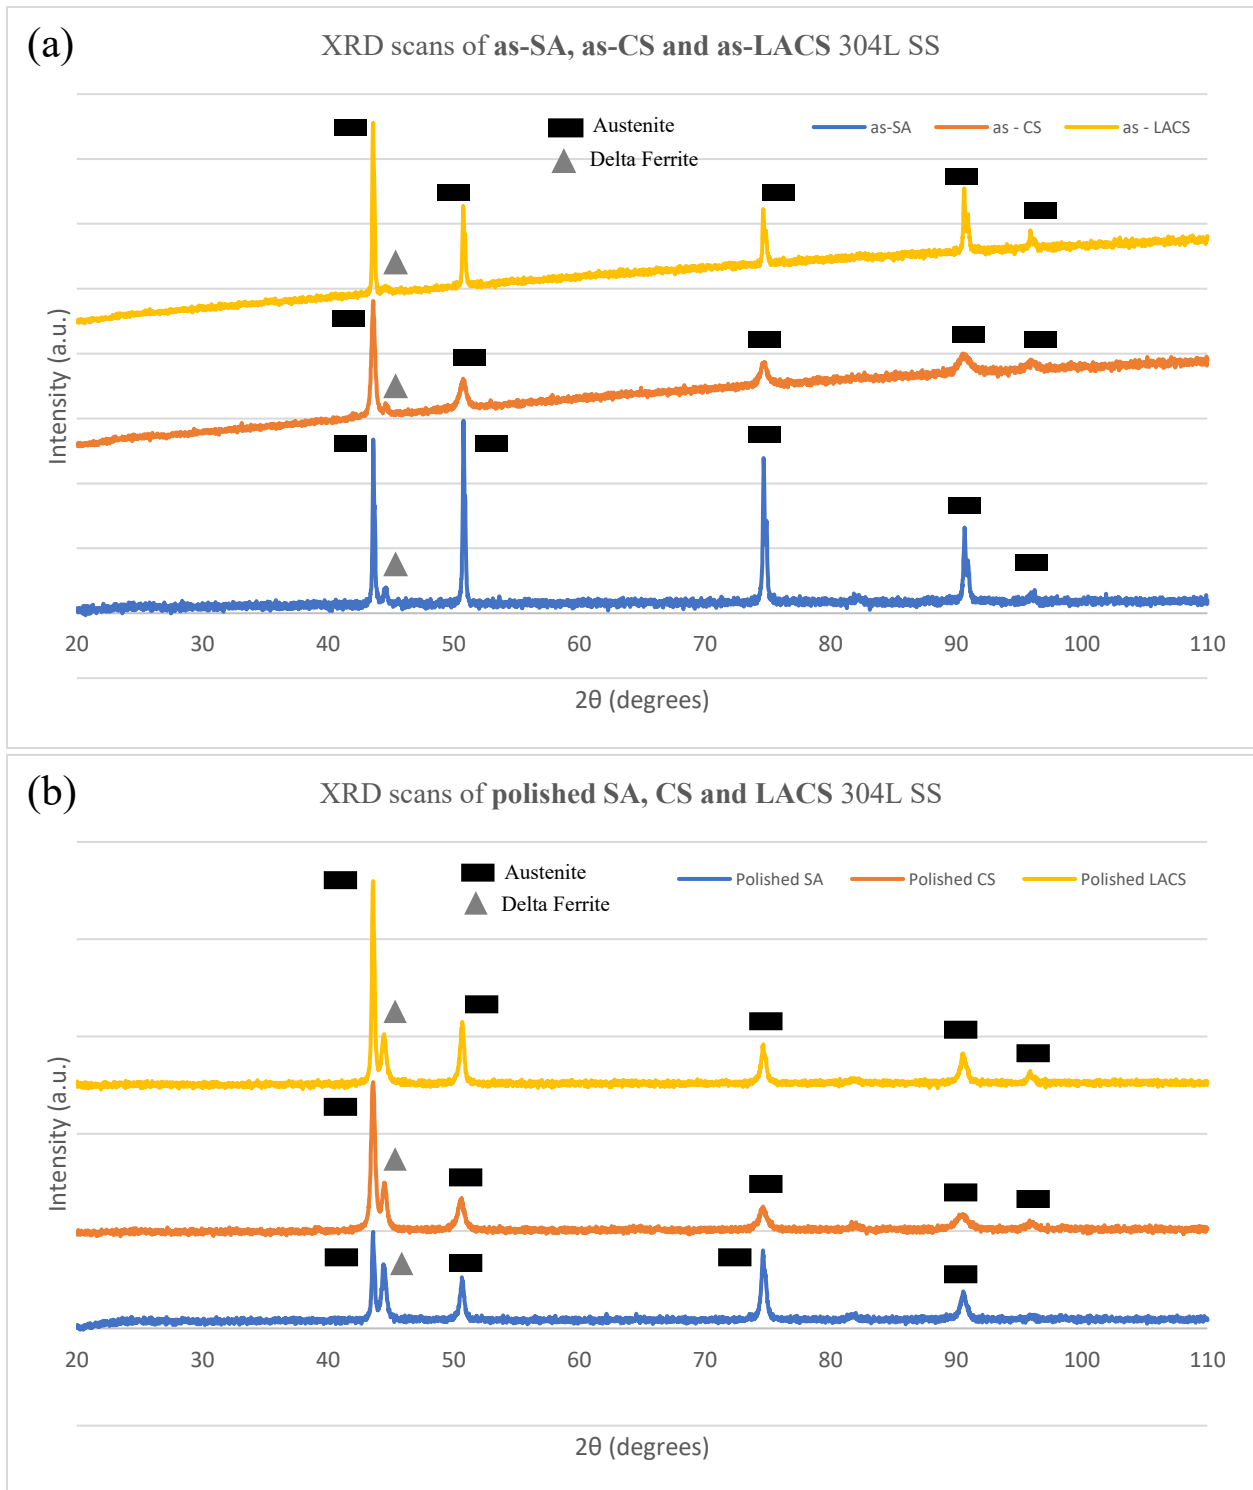 (a)
XRD scans of as-SA, as-CS and as-LACS 304L SS
Austenite
Delta Ferrite
as-SA
as - CS
as - LACS
Intensity (a.u.)
20 30 40 50 60 70 80 90 100 110
2θ (degrees)
(b)
XRD scans of polished SA, CS and LACS 304L SS
Austenite
Delta Ferrite
Polished SA
Polished CS
Polished LACS
Intensity (a.u.)
20 30 40 50 60 70 80 90 100 110
2θ (degrees)